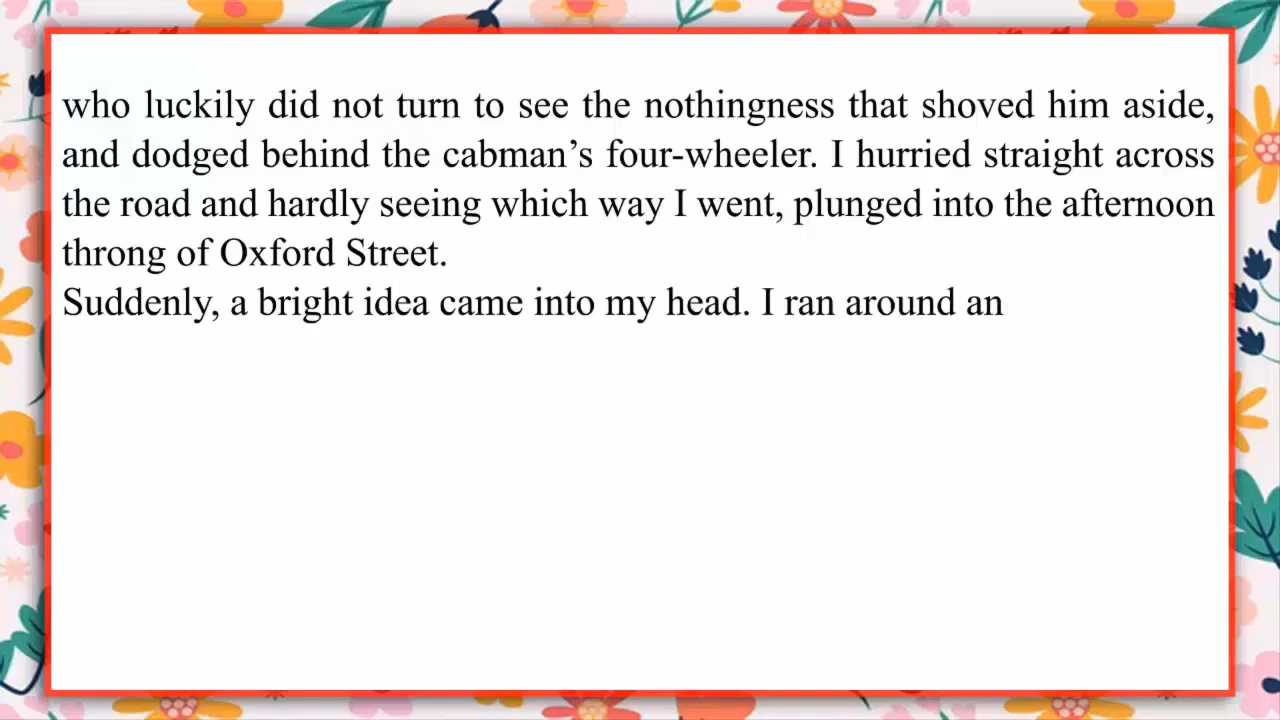 who luckily did not turn to see the nothingness that shoved him aside,
and dodged behind the cabman’s four-wheeler. I hurried straight across
the road and hardly seeing which way I went, plunged into the afternoon
throng of Oxford Street.
Suddenly, a bright idea came into my head. I ran around an